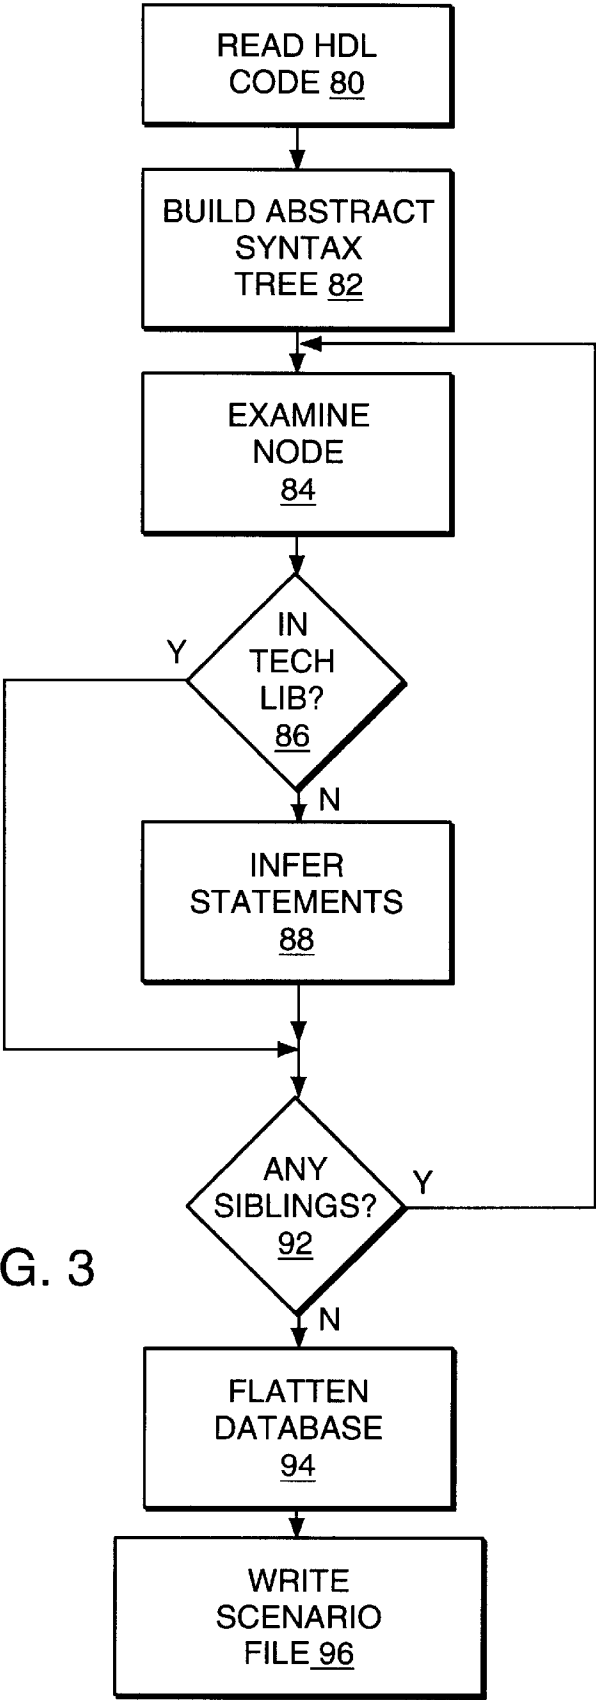 READ HDL
CODE 80
BUILD ABSTRACT
SYNTAX
TREE 82
EXAMINE
NODE
84
IN
TECH
LIB?
86
Y
N
INFER
STATEMENTS
88
ANY
SIBLINGS?
92
Y
G. 3
N
FLATTEN
DATABASE
94
WRITE
SCENARIO
FILE 96